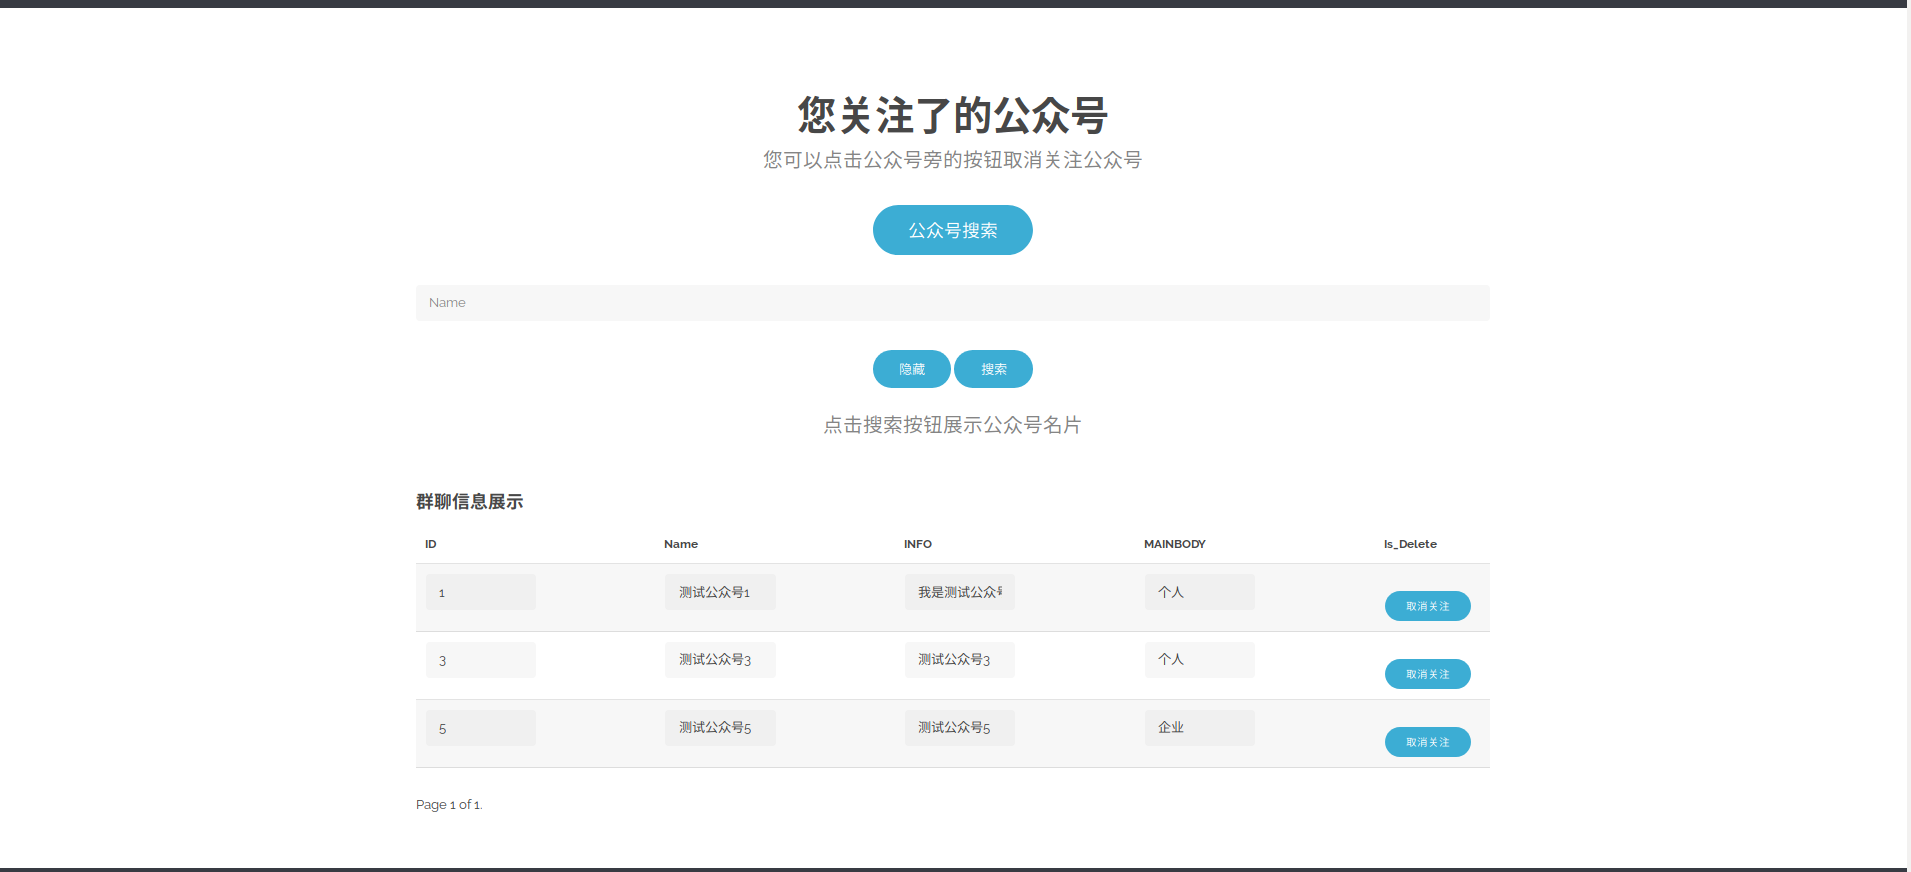 您关注了的公众号
您可以点击公众号旁的按钮取消关注公众号
公众号搜索
Name
隐藏 搜索
点击搜索按钮展示公众号名片
群聊信息展示
ID Name INFO MAINBODY Is_Delete
1 测试公众号1 我是测试公众号 个人 取消关注
3 测试公众号3 测试公众号3 个人 取消关注
5 测试公众号5 测试公众号5 企业 取消关注
Page 1 of 1.